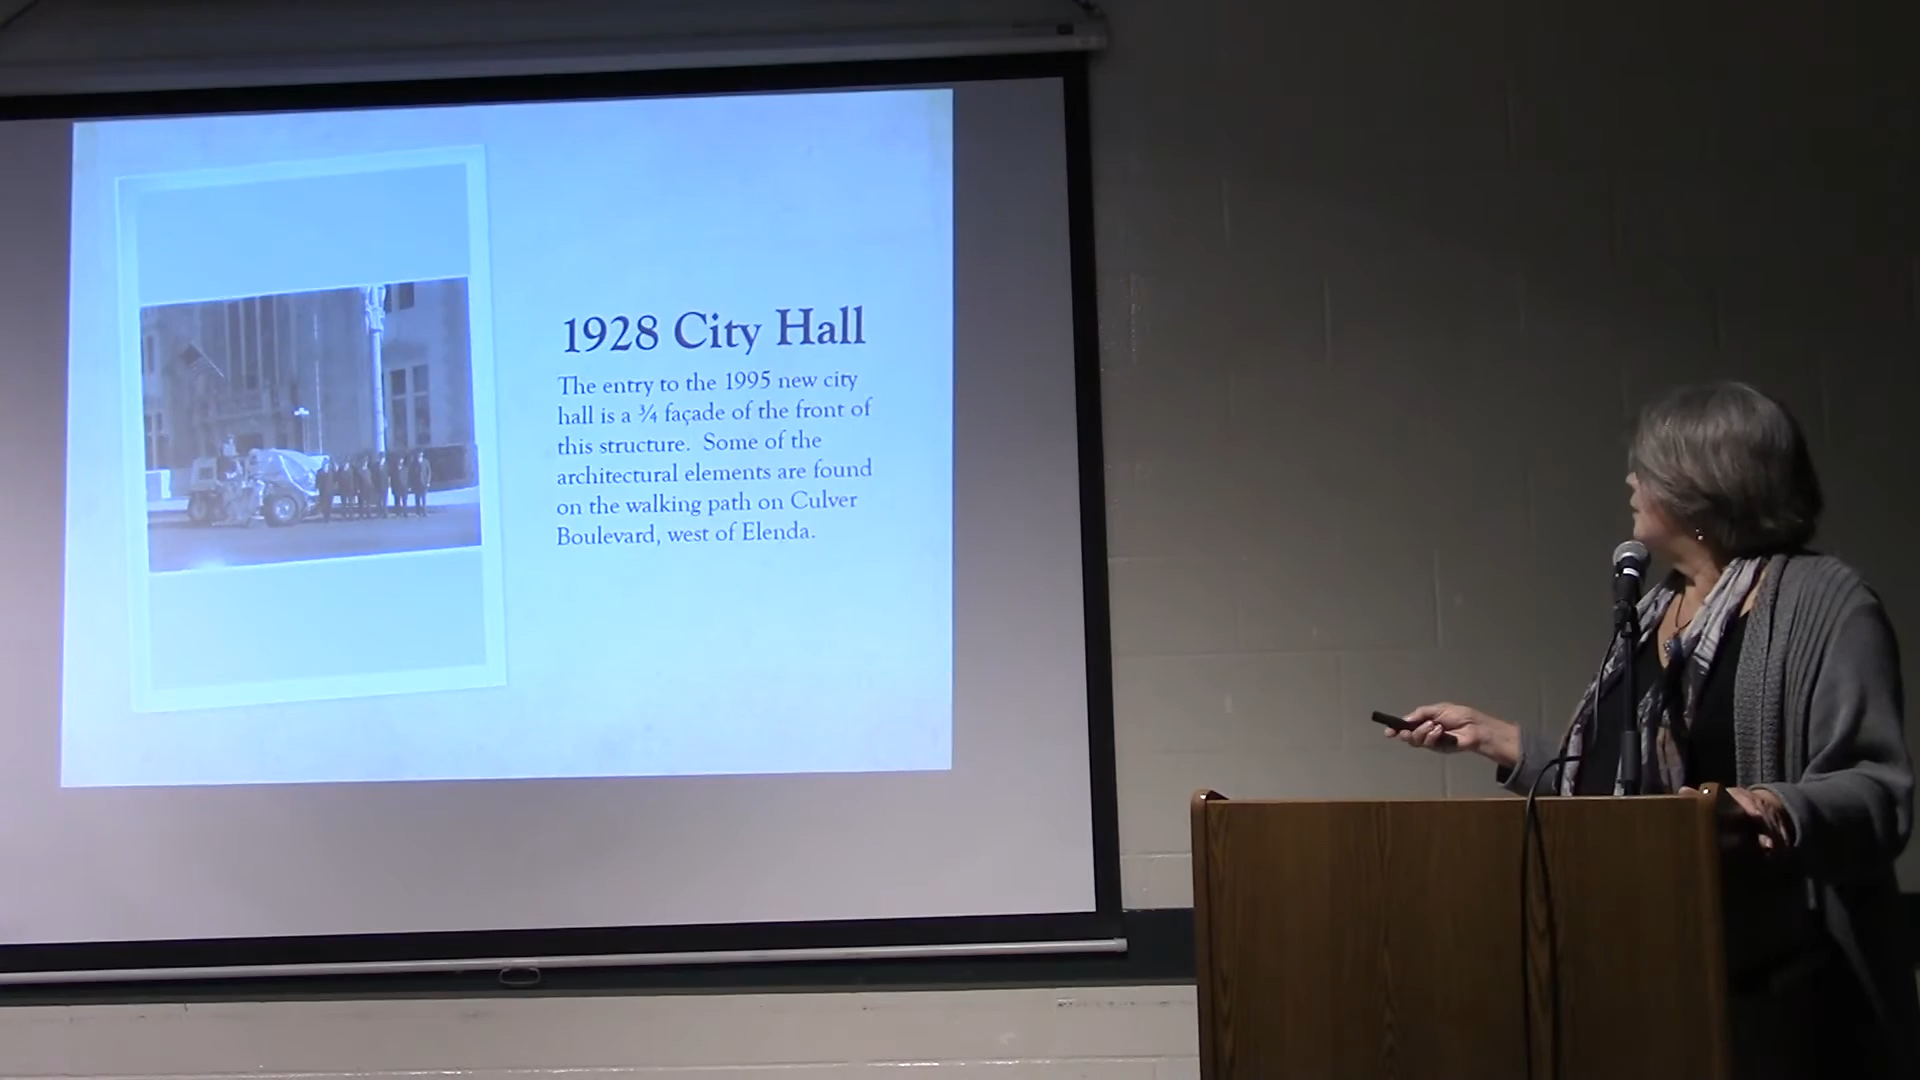 1928 City Hall
The entry to the 1995 new city
hall is a ¾ façade of the front of
this structure. Some of the
architectural elements are found
on the walking path on Culver
Boulevard, west of Elenda.